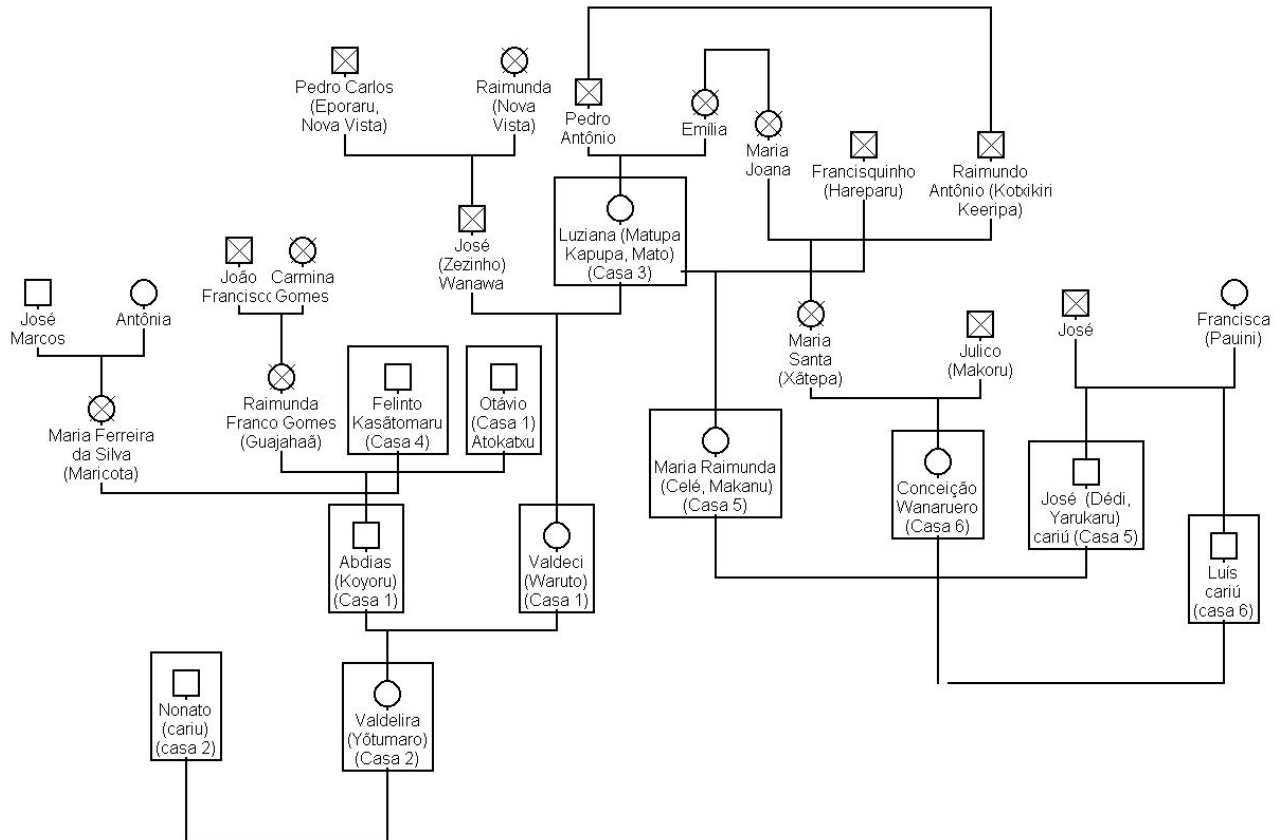 Pedro Carlos
(Eporaru,
Nova Vista)
Raimunda
(Nova
Vista)
Pedro
Antônio
Emília
Maria
Joana
Francisquinho
(Hareparu)
Raimundo
Antônio (Kotxikiri
Keeripa)
José
(Zezinho)
Wanawa
Luziana (Matupa
Kapupa, Mato)
(Casa 3)
João
Francisco
Carmina
Gomes
José
Marcos
Antônia
Maria
Santa
(Xãtepa)
Julico
(Makoru)
José
Francisca
(Pauini)
Maria Ferreira
da Silva
(Maricota)
Raimunda
Franco Gomes
(Guajahaã)
Felinto
Kasãtomaru
(Casa 4)
Otávio
(Casa 1)
Atokatxu
Maria Raimunda
(Celé, Makanu)
(Casa 5)
Conceição
Wanaruero
(Casa 6)
José (Dédi,
Yarukaru)
cariú (Casa 5)
Luís
cariú
(casa 6)
Abdias
(Koyoru)
(Casa 1)
Valdeci
(Waruto)
(Casa 1)
Nonato
(cariu)
(casa 2)
Valdelira
(Yõtumaro)
(Casa 2)